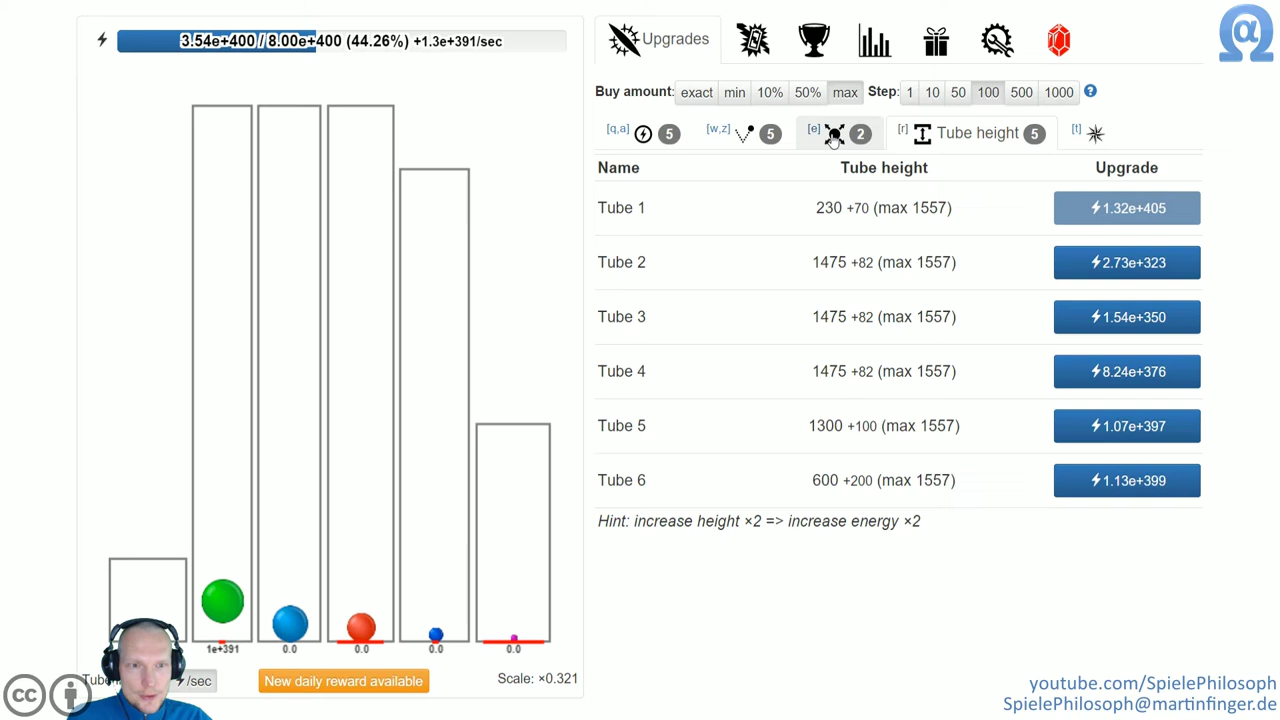 3.54e+400 / 8.00e+400 (44.26%) +1.3e+391/sec
Upgrades
Buy amount: exact min 10% 50% max Step: 1 10 50 100 500 1000 ?
[q,a] 5 [w,z] 5 [e] 2 [r] Tube height 5 [t]
Name Tube height Upgrade
Tube 1 230 +70 (max 1557) 1.32e+405
Tube 2 1475 +82 (max 1557) 2.73e+323
Tube 3 1475 +82 (max 1557) 1.54e+350
Tube 4 1475 +82 (max 1557) 8.24e+376
Tube 5 1300 +100 (max 1557) 1.07e+397
Tube 6 600 +200 (max 1557) 1.13e+399
Hint: increase height ×2 => increase energy ×2
1e+391 0.0 0.0 0.0 0.0
/sec New daily reward available Scale: ×0.321
cc
youtube.com/SpielePhilosoph
SpielePhilosoph@martinfinger.de